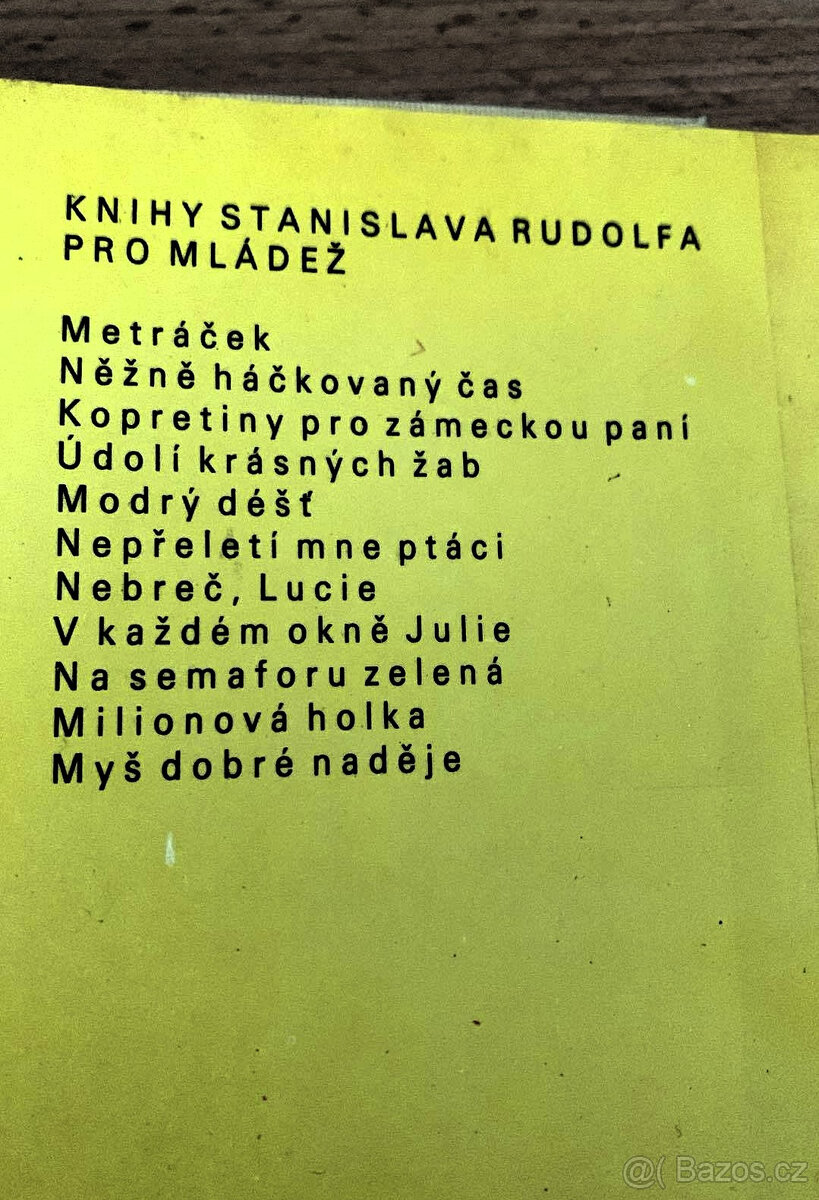 KNIHY STANISLAVA RUDOLFA
PRO MLÁDEŽ
Metráček
Něžně háčkovaný čas
Kopretiny pro zámeckou paní
Údolí krásných žab
Modrý déšť
Nepřeletí mne ptáci
Nebreč, Lucie
V každém okně Julie
Na semaforu zelená
Milionová holka
Myš dobré naděje
@( Bazos.cz